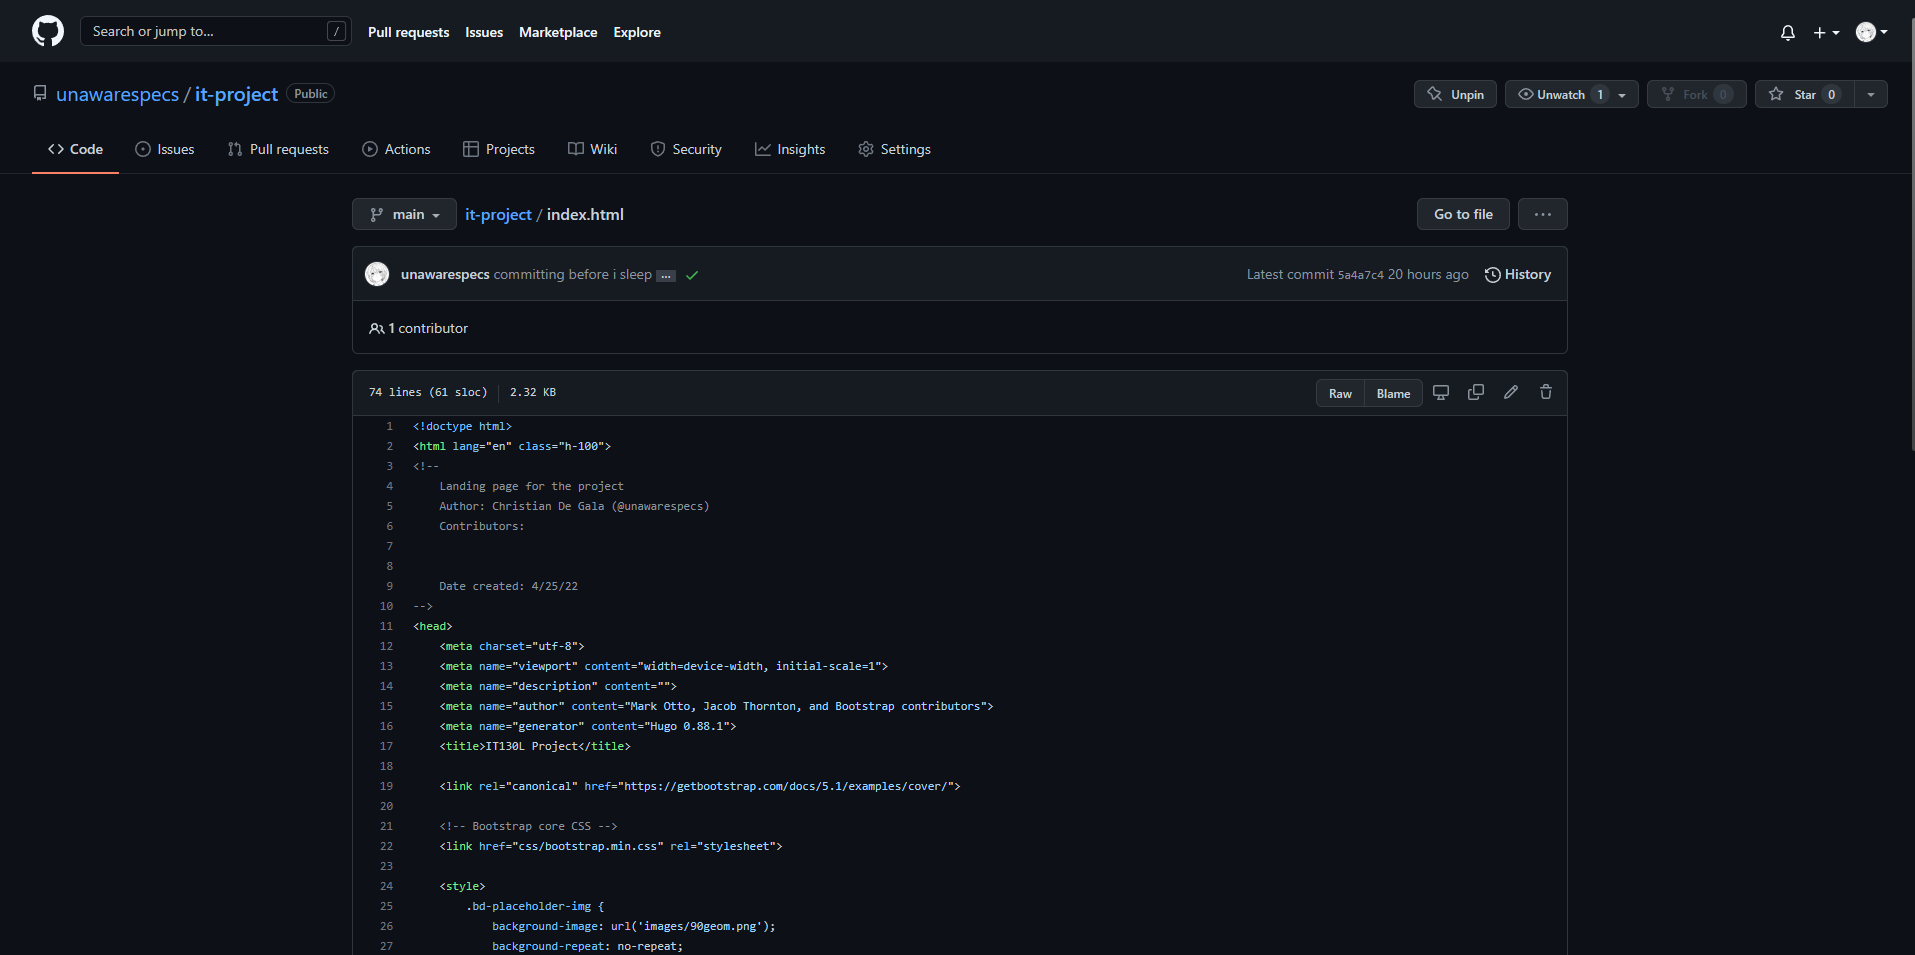 Search or jump to... /
Pull requests Issues Marketplace Explore
unawarespecs / it-project Public
Unpin Unwatch 1 Fork 0 Star 0
Code Issues Pull requests Actions Projects Wiki Security Insights Settings
main it-project / index.html Go to file ...
unawarespecs committing before i sleep ... Latest commit 5a4a7c4 20 hours ago History
1 contributor
74 lines (61 sloc) 2.32 KB Raw Blame
1 <!doctype html>
2 <html lang="en" class="h-100">
3 <!--
4     Landing page for the project
5     Author: Christian De Gala (@unawarespecs)
6     Contributors:
7
8
9     Date created: 4/25/22
10 -->
11 <head>
12     <meta charset="utf-8">
13     <meta name="viewport" content="width=device-width, initial-scale=1">
14     <meta name="description" content="">
15     <meta name="author" content="Mark Otto, Jacob Thornton, and Bootstrap contributors">
16     <meta name="generator" content="Hugo 0.88.1">
17     <title>IT130L Project</title>
18
19     <link rel="canonical" href="https://getbootstrap.com/docs/5.1/examples/cover/">
20
21     <!-- Bootstrap core CSS -->
22     <link href="css/bootstrap.min.css" rel="stylesheet">
23
24     <style>
25         .bd-placeholder-img {
26             background-image: url('images/90geom.png');
27             background-repeat: no-repeat;